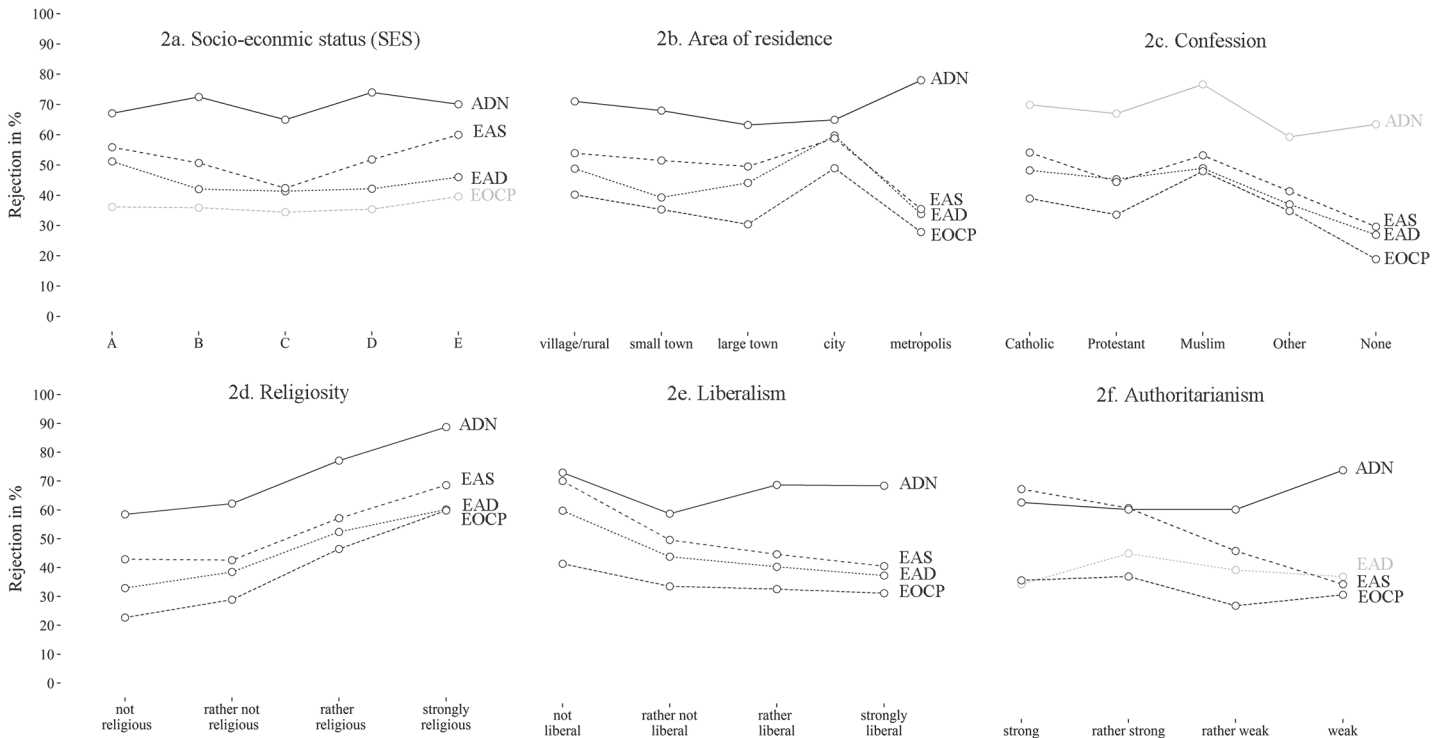 2a. Socio-econmic status (SES)
Rejection in %
100
90
80
70
60
50
40
30
20
10
0
ADN
EAS
EAD
EOCP
A B C D E
2b. Area of residence
ADN
EAS
EAD
EOCP
village/rural small town large town city metropolis
2c. Confession
ADN
EAS
EAD
EOCP
Catholic Protestant Muslim Other None
2d. Religiosity
Rejection in %
100
90
80
70
60
50
40
30
20
10
0
ADN
EAS
EAD
EOCP
not religious
rather not religious
rather religious
strongly religious
2e. Liberalism
ADN
EAS
EAD
EOCP
not liberal
rather not liberal
rather liberal
strongly liberal
2f. Authoritarianism
ADN
EAD
EAS
EOCP
strong rather strong rather weak weak